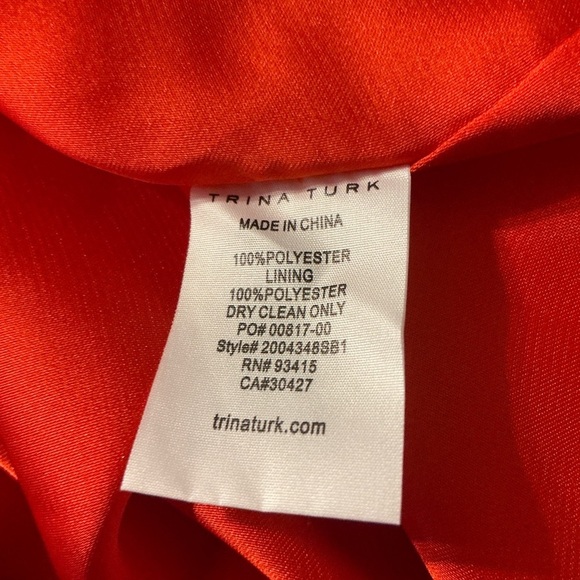 TRINA TURK
MADE IN CHINA
100%POLYESTER
LINING
100%POLYESTER
DRY CLEAN ONLY
PO# 00817-00
Style# 2004348SB1
RN# 93415
CA#30427
trinaturk.com